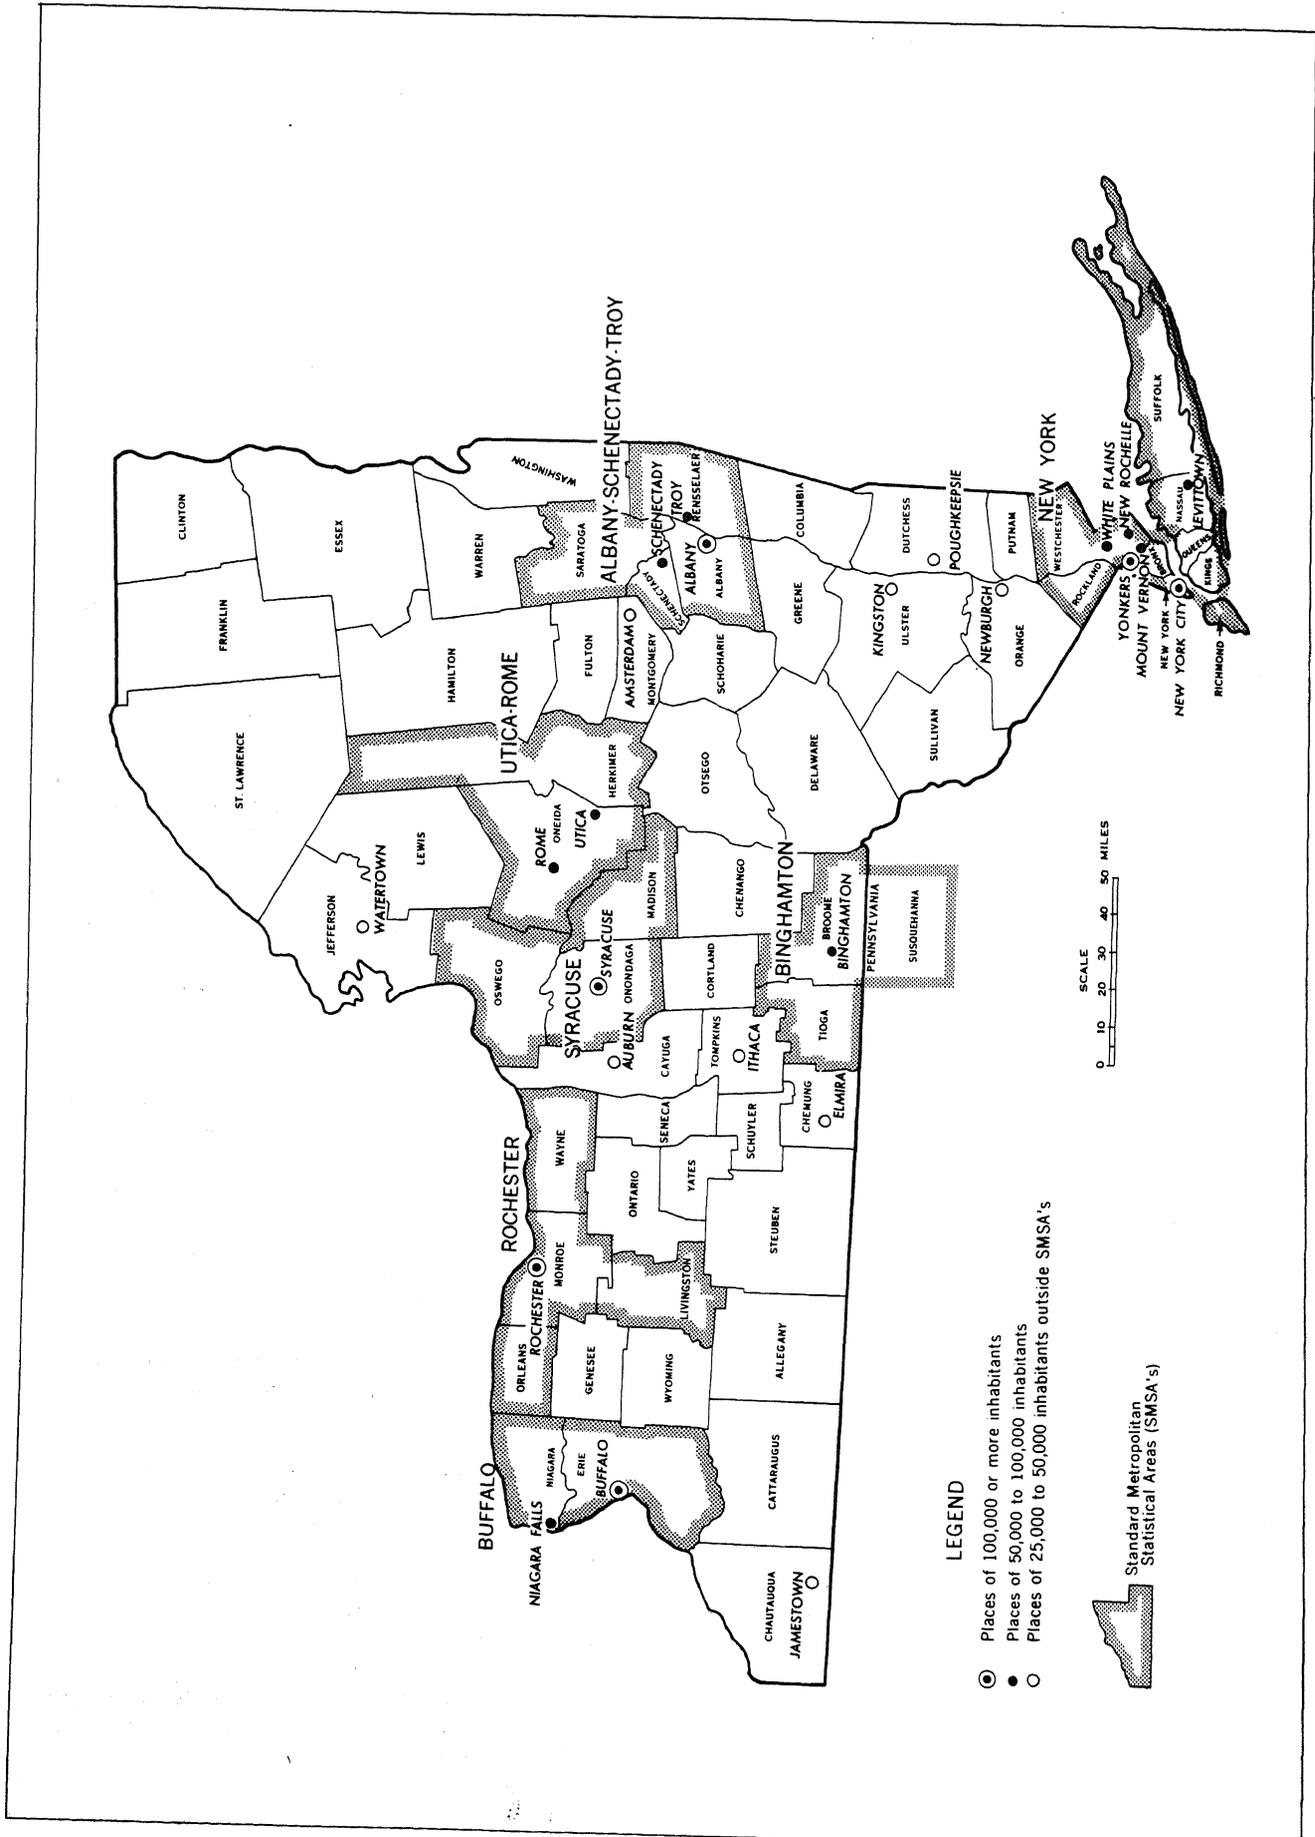 CLINTON
FRANKLIN
ST. LAWRENCE
ESSEX
JEFFERSON
WATERTOWN
LEWIS
HAMILTON
WARREN
WASHINGTON
UTICA-ROME
HERKIMER
ONEIDA
ROME
UTICA
OSWEGO
FULTON
SARATOGA
ALBANY-SCHENECTADY-TROY
AMSTERDAM
MONTGOMERY
SCHENECTADY
SCHENECTADY
TROY
RENSSELAER
ALBANY
ALBANY
BUFFALO
NIAGARA FALLS
NIAGARA
ERIE
BUFFALO
ORLEANS
ROCHESTER
ROCHESTER
MONROE
WAYNE
GENESEE
WYOMING
LIVINGSTON
ONTARIO
YATES
SENECA
SYRACUSE
SYRACUSE
AUBURN
ONONDAGA
CAYUGA
MADISON
OTSEGO
SCHOHARIE
GREENE
COLUMBIA
CHAUTAUQUA
JAMESTOWN
CATTARAUGUS
ALLEGANY
STEUBEN
SCHUYLER
CHEMUNG
ELMIRA
TOMPKINS
ITHACA
CORTLAND
CHENANGO
TIOGA
BINGHAMTON
BROOME
BINGHAMTON
PENNSYLVANIA
SUSQUEHANNA
DELAWARE
ULSTER
KINGSTON
DUTCHESS
POUGHKEEPSIE
SULLIVAN
ORANGE
NEWBURGH
PUTNAM
NEW YORK
WESTCHESTER
ROCKLAND
WHITE PLAINS
NEW ROCHELLE
YONKERS
MOUNT VERNON
BRONX
NEW YORK
NEW YORK CITY
QUEENS
KINGS
RICHMOND
NASSAU
LEVITTOWN
SUFFOLK
SCALE
0 10 20 30 40 50 MILES
LEGEND
Places of 100,000 or more inhabitants
Places of 50,000 to 100,000 inhabitants
Places of 25,000 to 50,000 inhabitants outside SMSA's
Standard Metropolitan
Statistical Areas (SMSA's)